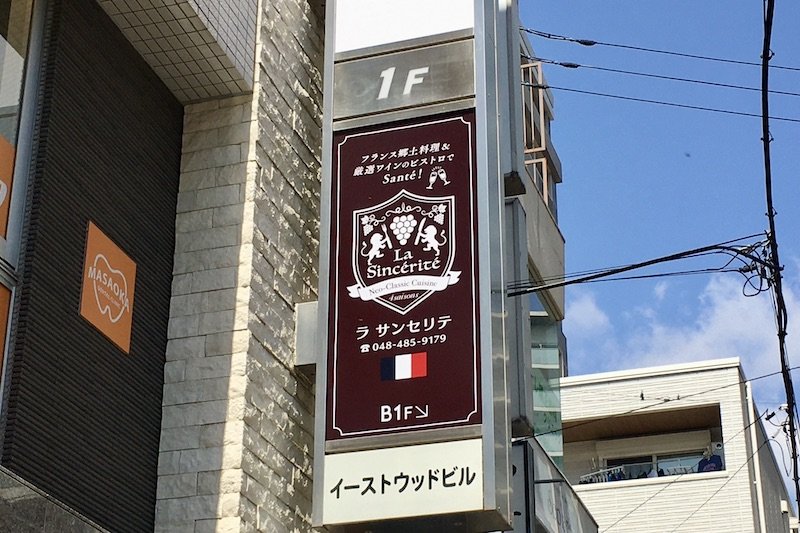 1F
フランス郷土料理&
厳選ワインのビストロで
Santé!
La
Sincérité
Neo-Classic Cuisine
4saisons
ラ サンセリテ
☎048-485-9179
B1F↘
イーストウッドビル
MASAOKA